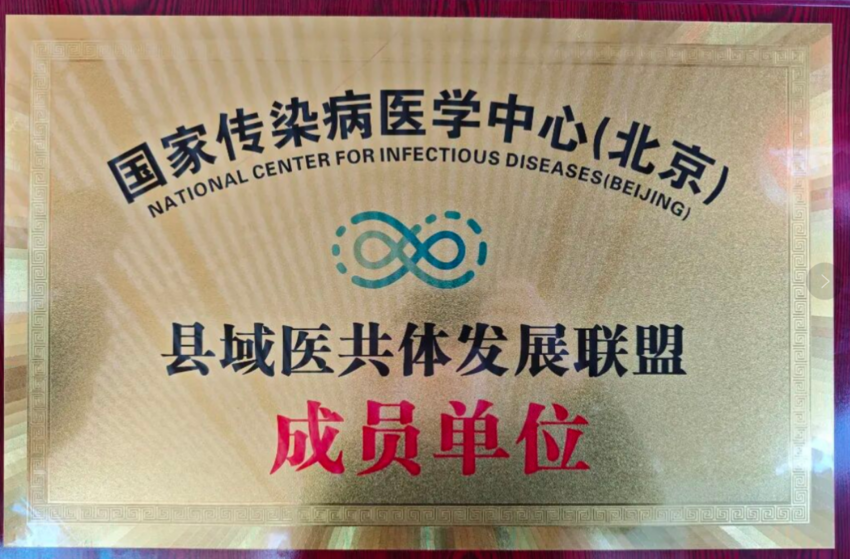 国家传染病医学中心(北京)
NATIONAL CENTER FOR INFECTIOUS DISEASES(BEIJING)
县域医共体发展联盟
成员单位